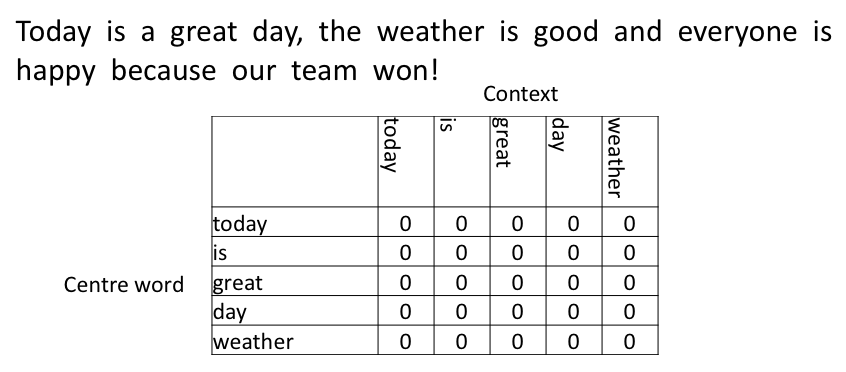 Today is a great day, the weather is good and everyone is
happy because our team won!
Context
today is great day weather
today 0 0 0 0 0
is 0 0 0 0 0
Centre word great 0 0 0 0 0
day 0 0 0 0 0
weather 0 0 0 0 0